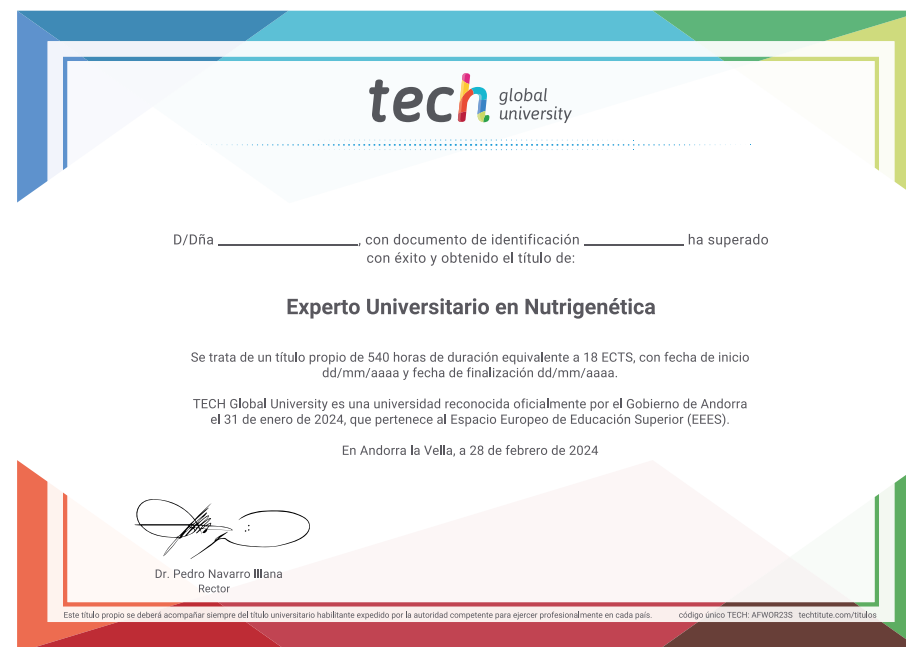 tech global university
D/Dña ______________, con documento de identificación __________ ha superado
con éxito y obtenido el título de:
Experto Universitario en Nutrigenética
Se trata de un título propio de 540 horas de duración equivalente a 18 ECTS, con fecha de inicio
dd/mm/aaaa y fecha de finalización dd/mm/aaaa.
TECH Global University es una universidad reconocida oficialmente por el Gobierno de Andorra
el 31 de enero de 2024, que pertenece al Espacio Europeo de Educación Superior (EEES).
En Andorra la Vella, a 28 de febrero de 2024
Dr. Pedro Navarro Illana
Rector
Este título propio se deberá acompañar siempre del título universitario habilitante expedido por la autoridad competente para ejercer profesionalmente en cada país. código único TECH: AFWOR23S techtitute.com/titulos